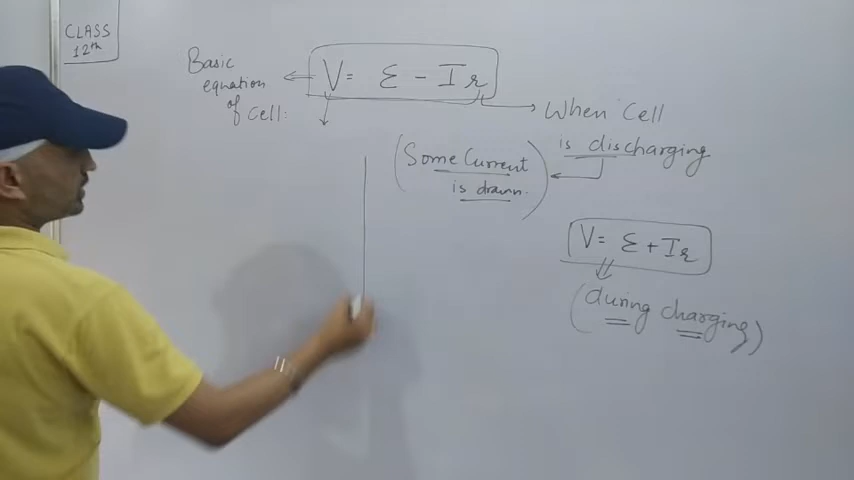 CLASS
12th
Basic
equation
of Cell:
V = ε - Ir
When Cell
is discharging
(Some Current
is drawn.)
V = ε + Ir
(during charging)